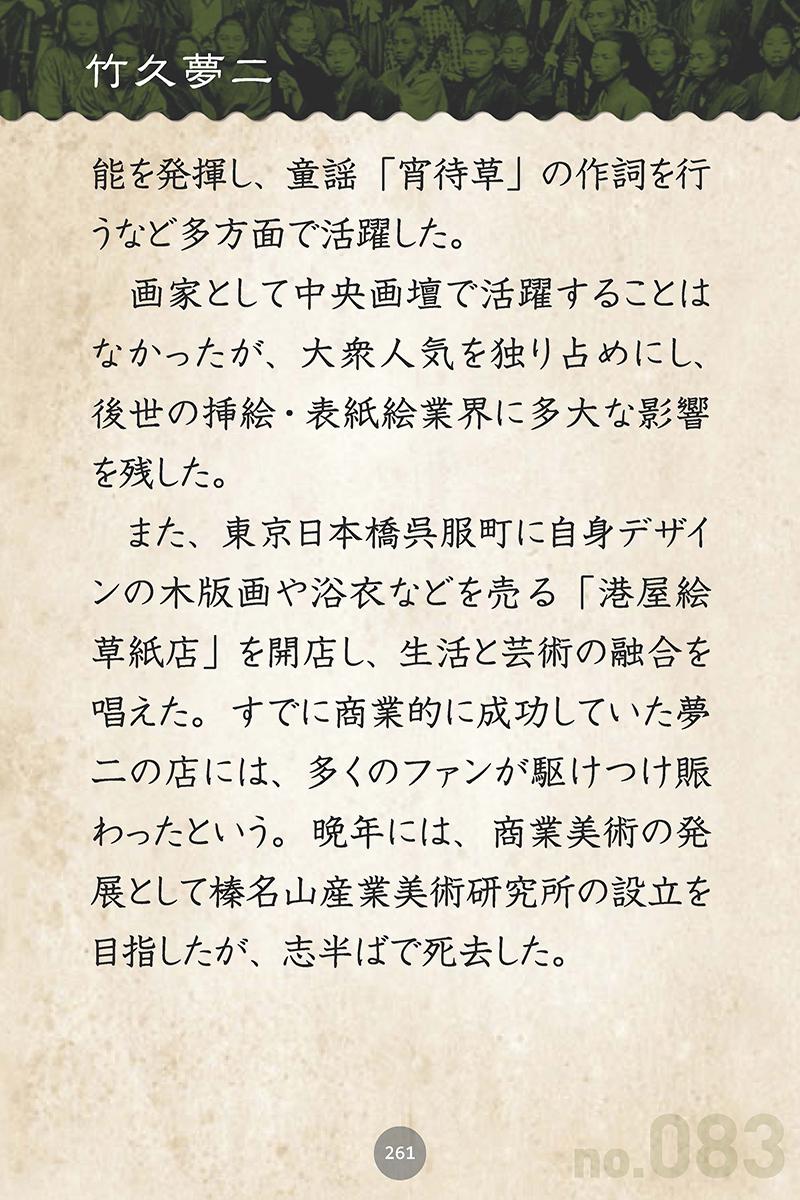 竹久夢二
能を発揮し、童謡「宵待草」の作詞を行
うなど多方面で活躍した。
画家として中央画壇で活躍することは
なかったが、大衆人気を独り占めにし、
後世の挿絵・表紙絵業界に多大な影響
を残した。
また、東京日本橋呉服町に自身デザイ
ンの木版画や浴衣などを売る「港屋絵
草紙店」を開店し、生活と芸術の融合を
唱えた。すでに商業的に成功していた夢
二の店には、多くのファンが駆けつけ賑
わったという。晩年には、商業美術の発
展として榛名山産業美術研究所の設立を
目指したが、志半ばで死去した。
261
no.083